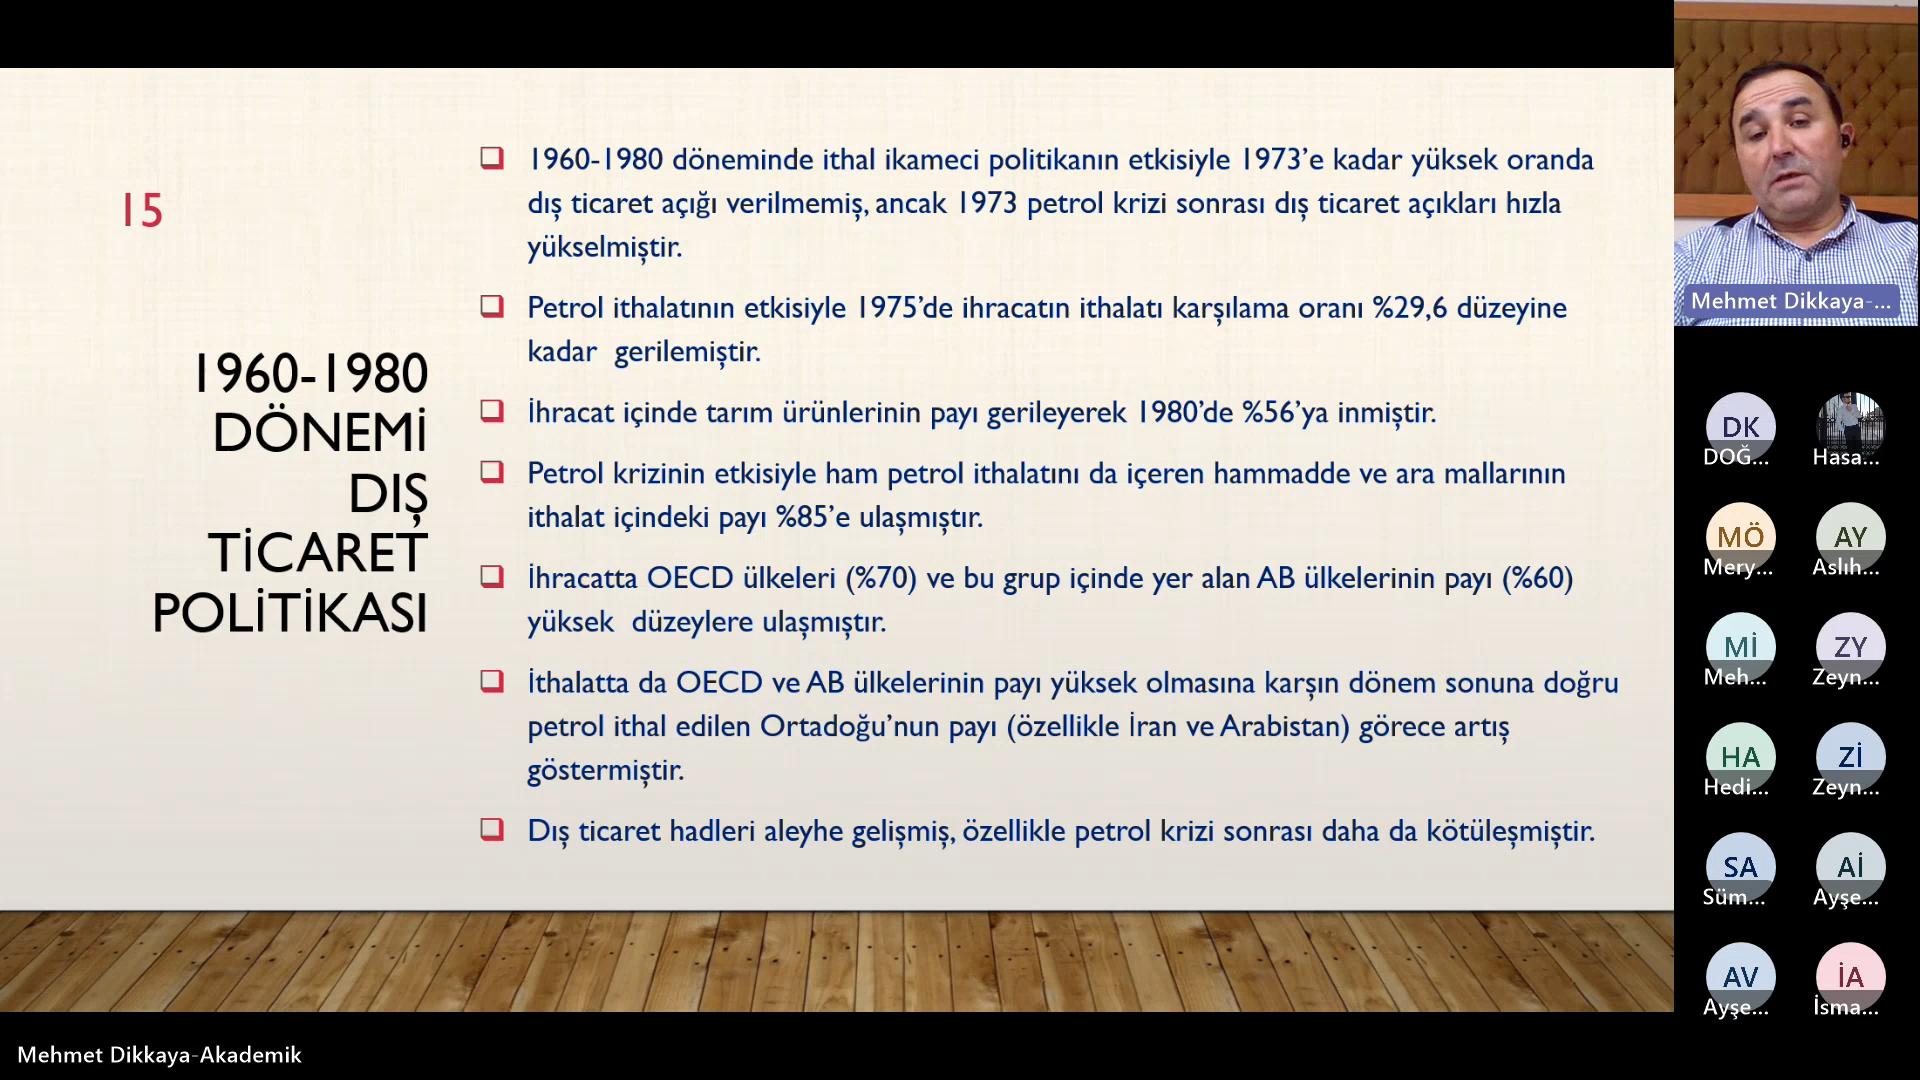 15
1960-1980
DÖNEMİ
DIŞ
TİCARET
POLİTİKASI
1960-1980 döneminde ithal ikameci politikanın etkisiyle 1973’e kadar yüksek oranda
dış ticaret açığı verilmemiş, ancak 1973 petrol krizi sonrası dış ticaret açıkları hızla
yükselmiştir.
Petrol ithalatının etkisiyle 1975’de ihracatın ithalatı karşılama oranı %29,6 düzeyine
kadar gerilemiştir.
İhracat içinde tarım ürünlerinin payı gerileyerek 1980’de %56’ya inmiştir.
Petrol krizinin etkisiyle ham petrol ithalatını da içeren hammadde ve ara mallarının
ithalat içindeki payı %85’e ulaşmıştır.
İhracatta OECD ülkeleri (%70) ve bu grup içinde yer alan AB ülkelerinin payı (%60)
yüksek düzeylere ulaşmıştır.
İthalatta da OECD ve AB ülkelerinin payı yüksek olmasına karşın dönem sonuna doğru
petrol ithal edilen Ortadoğu’nun payı (özellikle İran ve Arabistan) görece artış
göstermiştir.
Dış ticaret hadleri aleyhe gelişmiş, özellikle petrol krizi sonrası daha da kötüleşmiştir.
Mehmet Dikkaya-...
DK
DOĞ...
Hasa...
MÖ
Mery...
AY
Aslıh...
Mİ
Meh...
ZY
Zeyn...
HA
Hedi...
Zİ
Zeyn...
SA
Süm...
Aİ
Ayşe...
AV
Ayşe...
İA
İsma...
Mehmet Dikkaya-Akademik